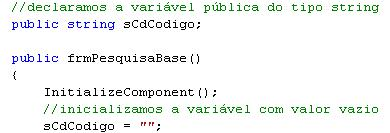 //declaramos a variável pública do tipo string
public string sCdCodigo;
public frmPesquisaBase()
{
InitializeComponent();
//inicializamos a variável com valor vazio
sCdCodigo = "";